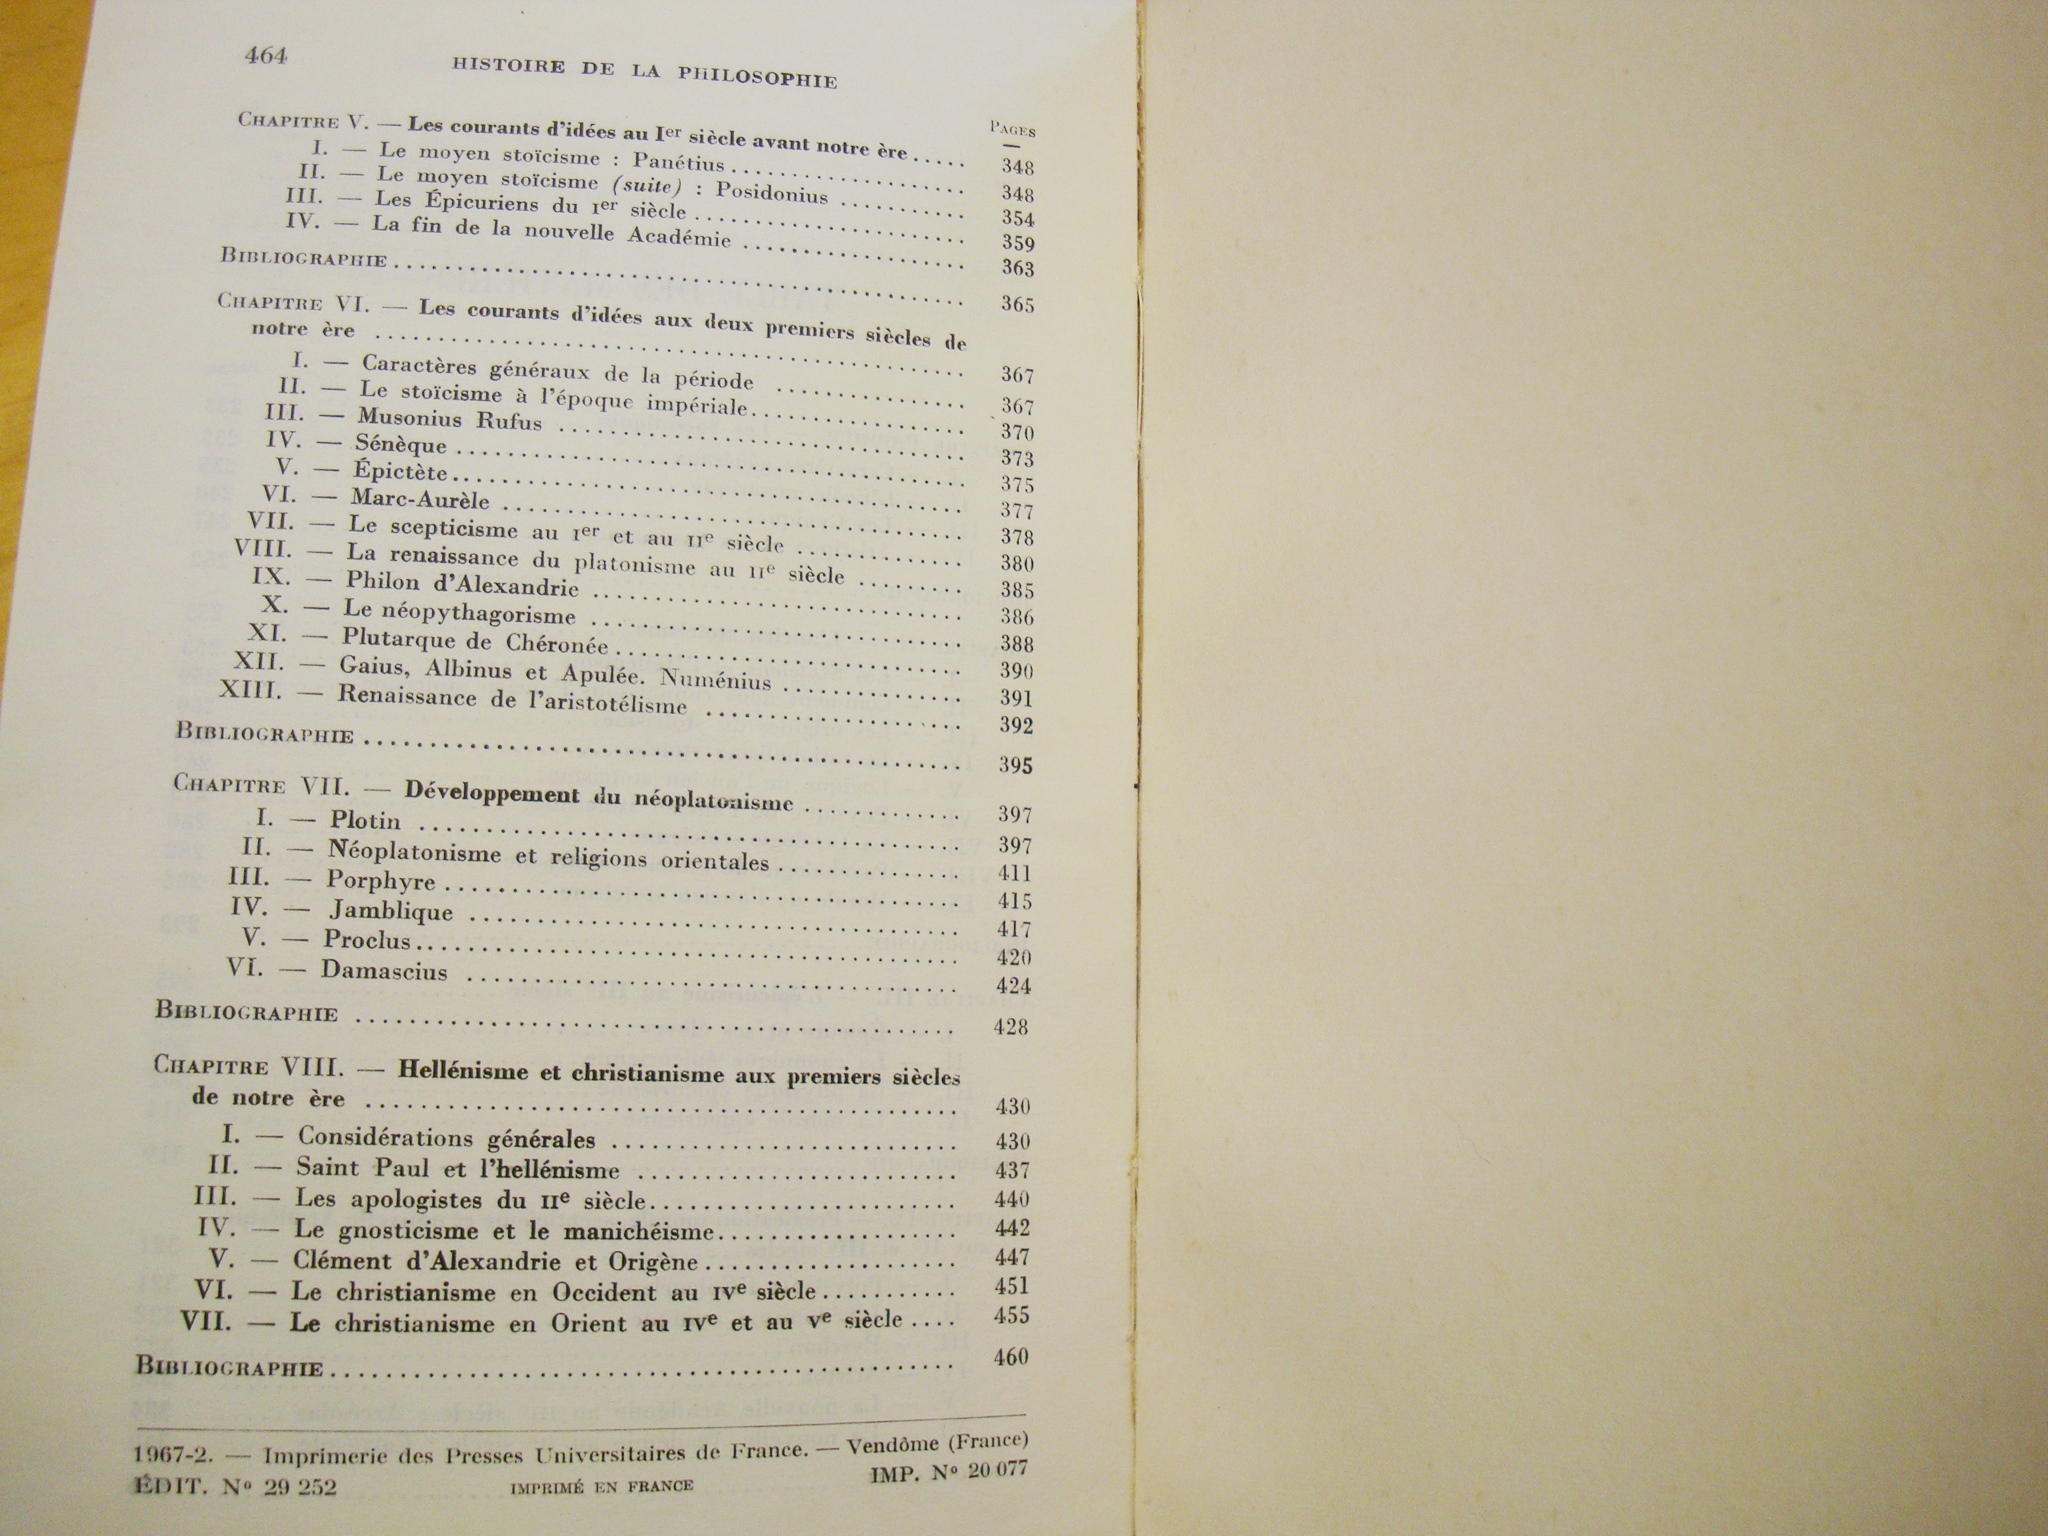 464
HISTOIRE DE LA PHILOSOPHIE
PAGES
CHAPITRE V. — Les courants d'idées au Ier siècle avant notre ère ..... 348
I. — Le moyen stoïcisme : Panétius .................... 348
II. — Le moyen stoïcisme (suite) : Posidonius ........... 354
III. — Les Épicuriens du Ier siècle ...................... 359
IV. — La fin de la nouvelle Académie .................. 363
BIBLIOGRAPHIE ............................................. 365
CHAPITRE VI. — Les courants d'idées aux deux premiers siècles de
notre ère ............................................. 367
I. — Caractères généraux de la période ............... 367
II. — Le stoïcisme à l'époque impériale................. 370
III. — Musonius Rufus ................................ 373
IV. — Sénèque ........................................ 375
V. — Épictète........................................ 377
VI. — Marc-Aurèle .................................... 378
VII. — Le scepticisme au Ier et au IIe siècle ............. 380
VIII. — La renaissance du platonisme au IIe siècle ........ 385
IX. — Philon d'Alexandrie ............................. 386
X. — Le néopythagorisme ............................. 388
XI. — Plutarque de Chéronée........................... 390
XII. — Gaius, Albinus et Apulée. Numénius .............. 391
XIII. — Renaissance de l'aristotélisme .................... 392
BIBLIOGRAPHIE ............................................. 395
CHAPITRE VII. — Développement du néoplatonisme ............ 397
I. — Plotin .......................................... 397
II. — Néoplatonisme et religions orientales .............. 411
III. — Porphyre ....................................... 415
IV. — Jamblique ..................................... 417
V. — Proclus......................................... 420
VI. — Damascius ..................................... 424
BIBLIOGRAPHIE ............................................. 428
CHAPITRE VIII. — Hellénisme et christianisme aux premiers siècles
de notre ère ............................................ 430
I. — Considérations générales .......................... 430
II. — Saint Paul et l'hellénisme ........................ 437
III. — Les apologistes du IIe siècle....................... 440
IV. — Le gnosticisme et le manichéisme.................. 442
V. — Clément d'Alexandrie et Origène................... 447
VI. — Le christianisme en Occident au IVe siècle........... 451
VII. — Le christianisme en Orient au IVe et au Ve siècle .... 455
BIBLIOGRAPHIE............................................. 460
1967-2. — Imprimerie des Presses Universitaires de France. — Vendôme (France)
ÉDIT. No 29 252 IMPRIMÉ EN FRANCE IMP. No 20 077